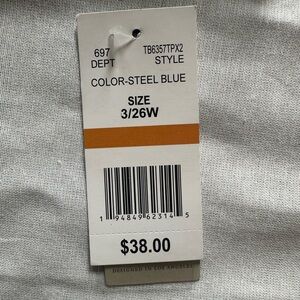 697 TB6357TPX2
DEPT STYLE
COLOR-STEEL BLUE
SIZE
3/26W
1 94849 62314 5
$38.00
DESIGNED IN LOS ANGELES